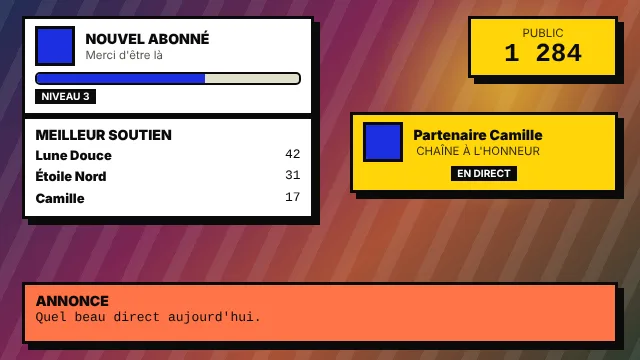 NOUVEL ABONNÉ
Merci d'être là
NIVEAU 3
MEILLEUR SOUTIEN
Lune Douce 42
Étoile Nord 31
Camille 17
PUBLIC
1 284
Partenaire Camille
CHAÎNE À L'HONNEUR
EN DIRECT
ANNONCE
Quel beau direct aujourd'hui.